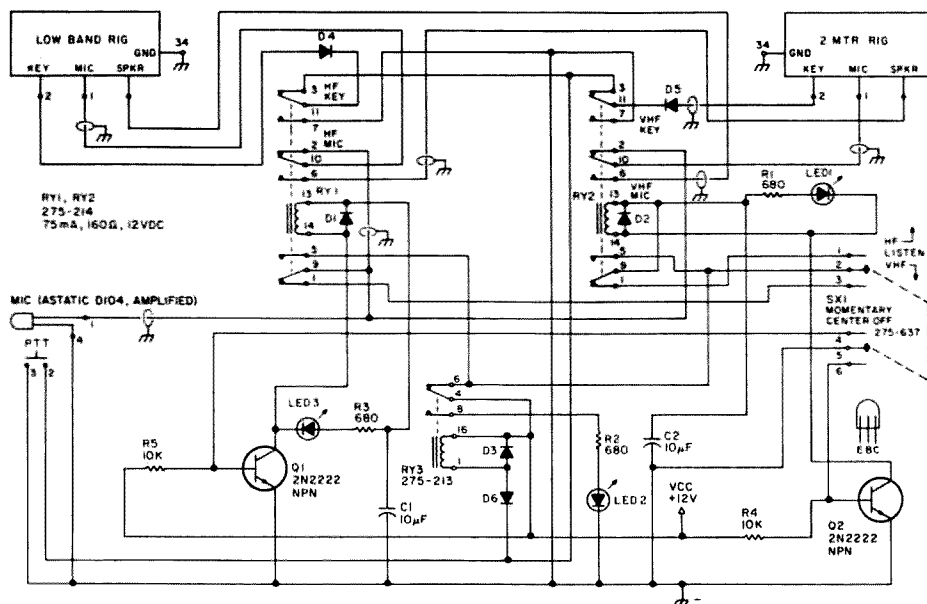 LOW BAND RIG
GND
34
KEY MIC SPKR
2 1
D4
3
HF
KEY
11
7
HF
MIC
2
10
6
RY1
13
D1
14
5
9
1
RY1, RY2
275-214
75mA, 160Ω, 12VDC
34
2 MTR RIG
GND
KEY MIC SPKR
2 1
D5
3
11
7
VHF
KEY
2
10
6
RY2
VHF
MIC
13
D2
14
5
9
1
R1
680
LED1
HF
LISTEN
VHF
1
2
3
SX1
MOMENTARY
CENTER OFF
275-637
4
5
6
MIC (ASTATIC D104, AMPLIFIED)
1
4
PTT
3 2
R5
10K
LED3
R3
680
Q1
2N2222
NPN
C1
10µF
6
4
8
16
1
RY3
275-213
D3
D6
R2
680
LED2
C2
10µF
VCC
+12V
R4
10K
EBC
Q2
2N2222
NPN